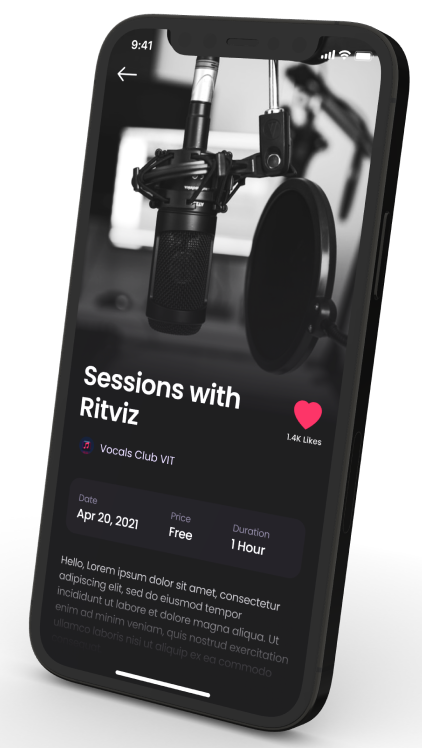 9:41
Sessions with
Ritviz
1.4K Likes
Vocals Club VIT
Date
Apr 20, 2021
Price
Free
Duration
1 Hour
Hello, Lorem ipsum dolor sit amet, consectetur
adipiscing elit, sed do eiusmod tempor
incididunt ut labore et dolore magna aliqua. Ut
enim ad minim veniam, quis nostrud exercitation
ullamco laboris nisi ut aliquip ex ea commodo